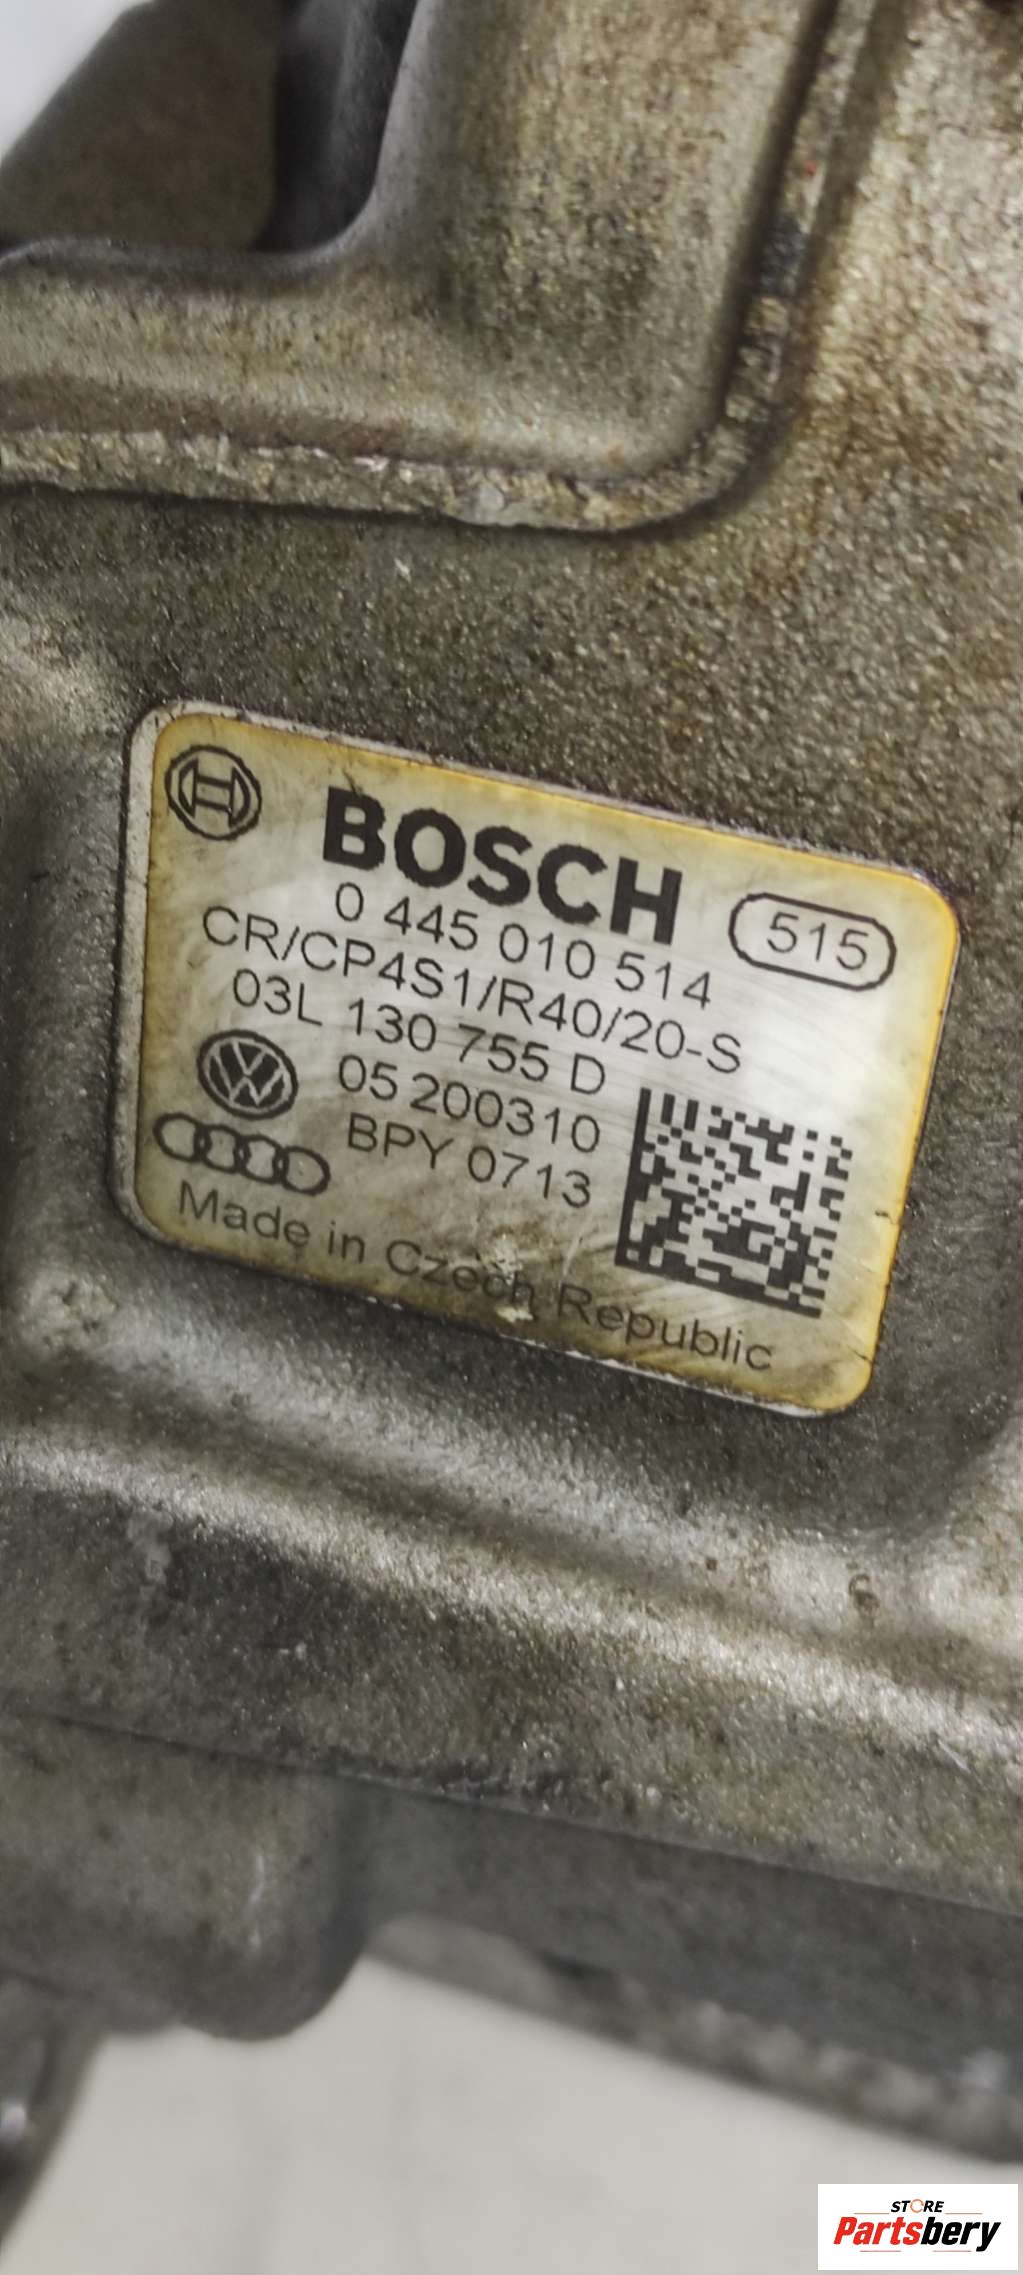 BOSCH
0 445 010 514
515
CR/CP4S1/R40/20-S
03L 130 755 D
05 200310
BPY 0713
Made in Czech Republic
STORE
Partsbery